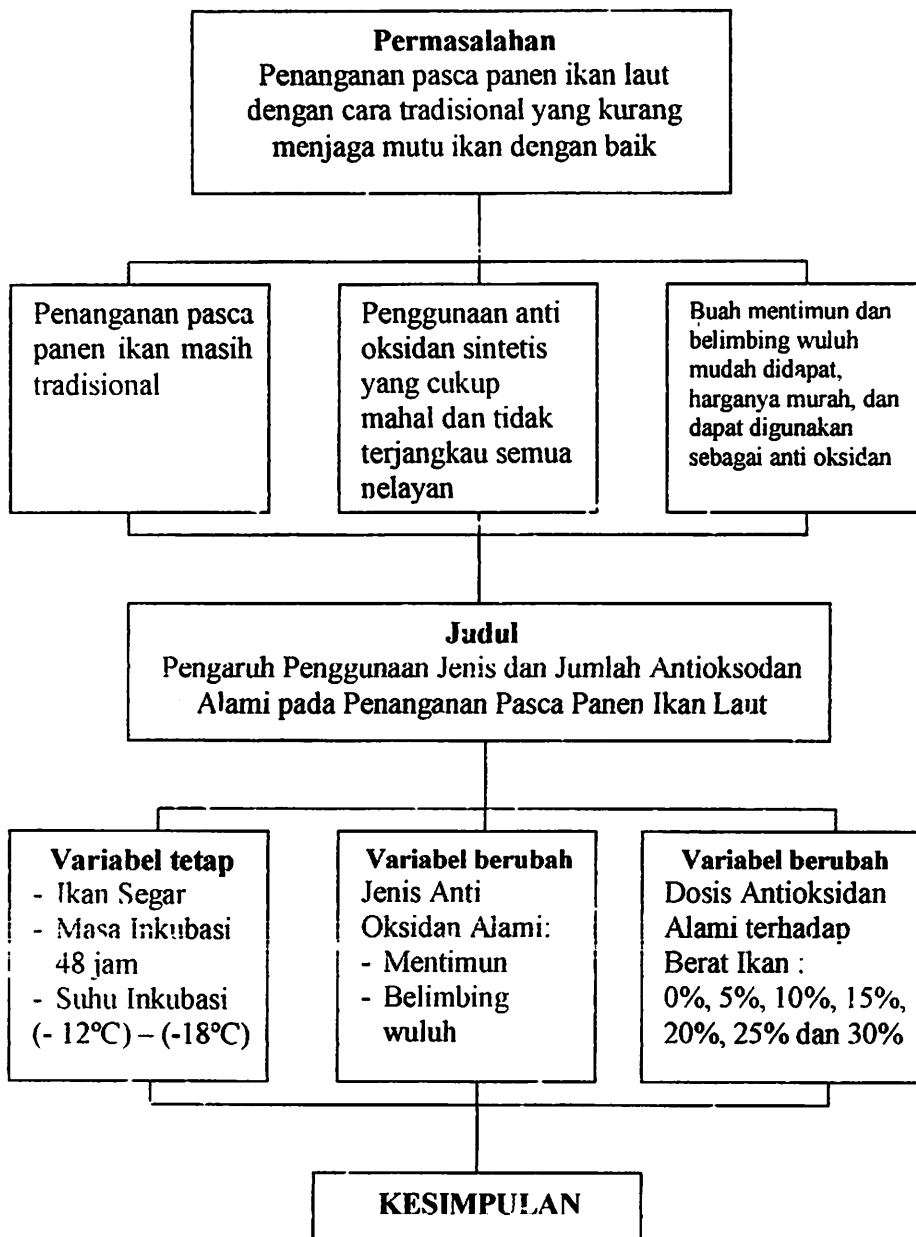 Permasalahan
Penanganan pasca panen ikan laut
dengan cara tradisional yang kurang
menjaga mutu ikan dengan baik
Penanganan pasca
panen ikan masih
tradisional
Penggunaan anti
oksidan sintetis
yang cukup
mahal dan tidak
terjangkau semua
nelayan
Buah mentimun dan
belimbing wuluh
mudah didapat,
harganya murah, dan
dapat digunakan
sebagai anti oksidan
Judul
Pengaruh Penggunaan Jenis dan Jumlah Antioksodan
Alami pada Penanganan Pasca Panen Ikan Laut
Variabel tetap
- Ikan Segar
- Masa Inkubasi
48 jam
- Suhu Inkubasi
(- 12°C) – (-18°C)
Variabel berubah
Jenis Anti
Oksidan Alami:
- Mentimun
- Belimbing
wuluh
Variabel berubah
Dosis Antioksidan
Alami terhadap
Berat Ikan :
0%, 5%, 10%, 15%,
20%, 25% dan 30%
KESIMPULAN